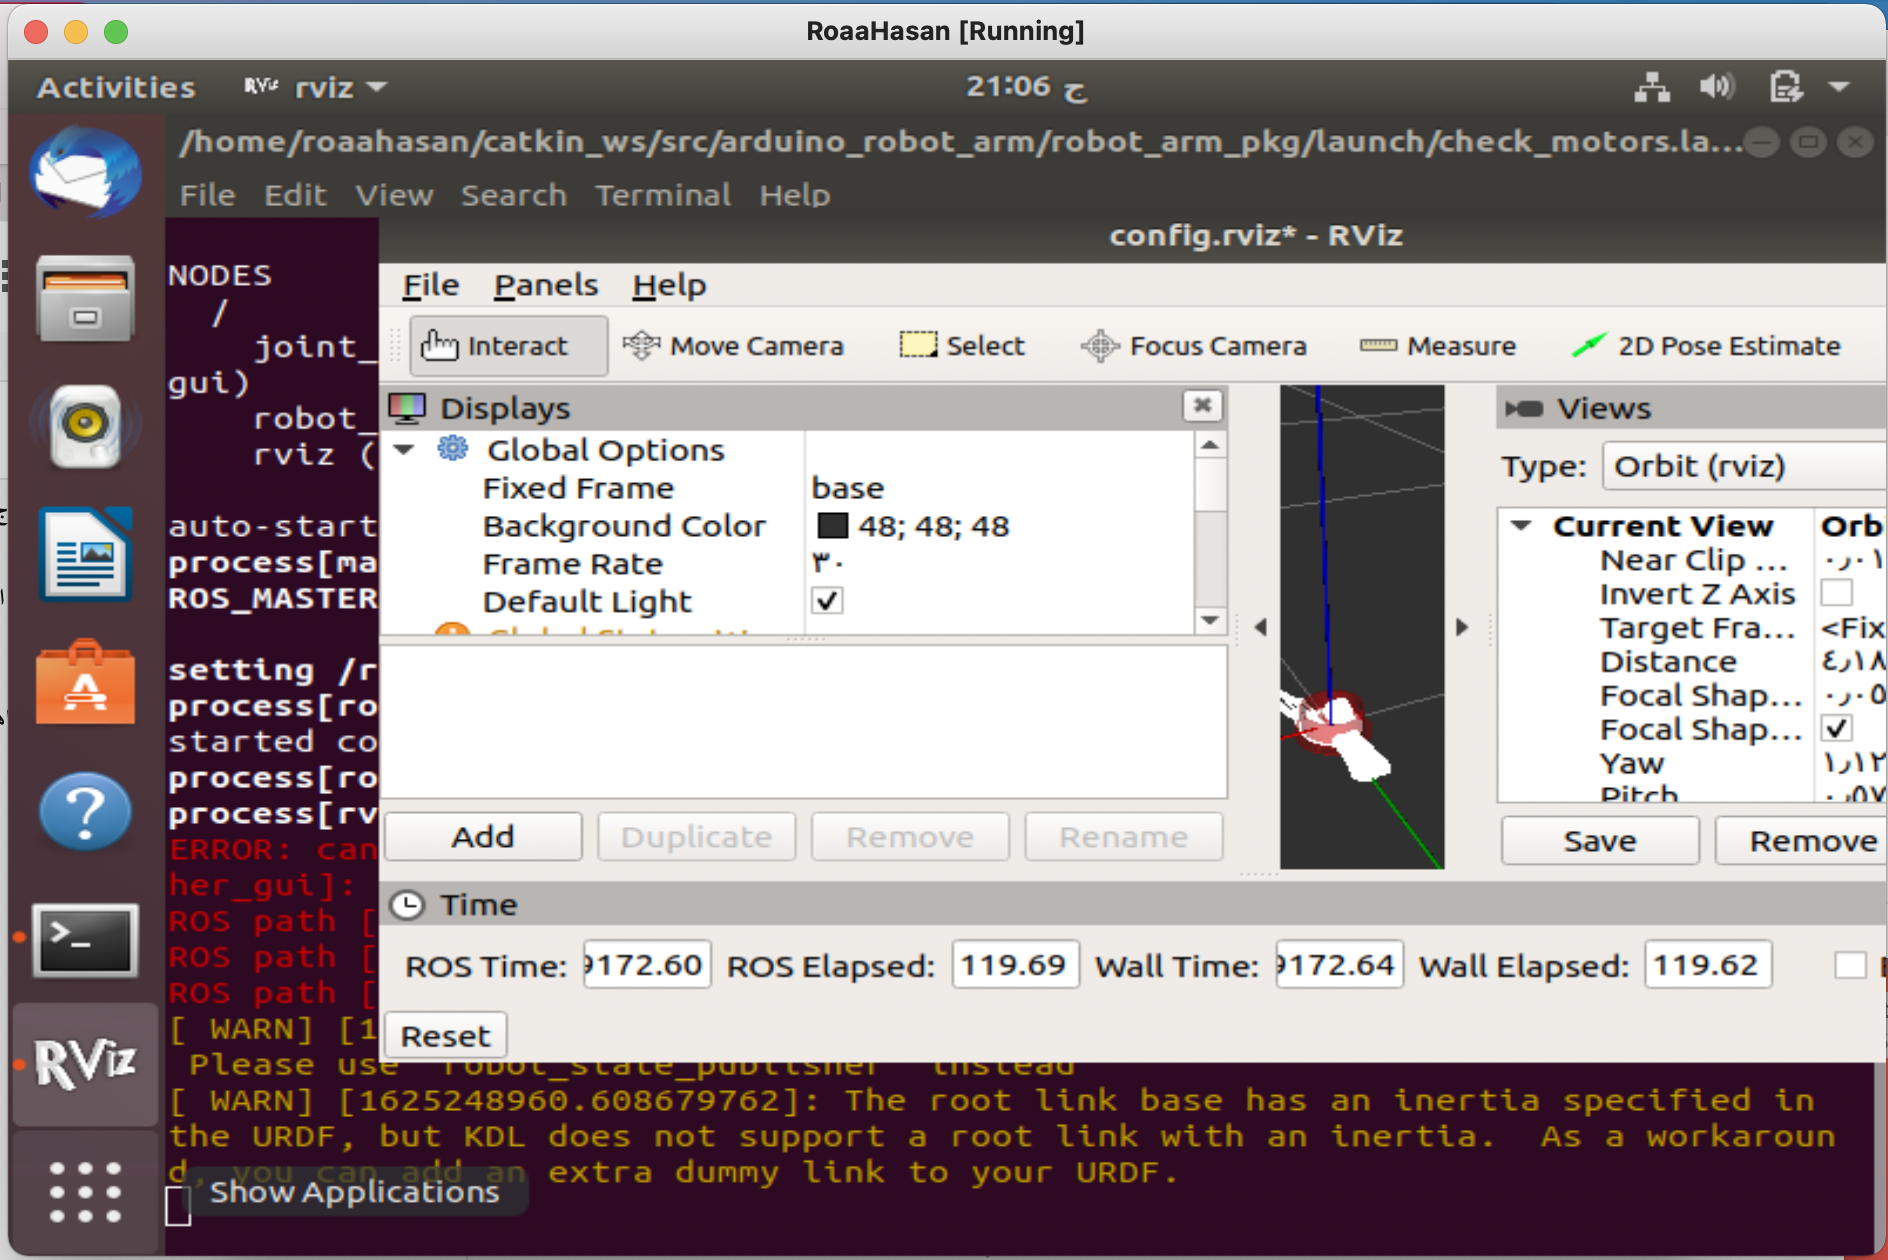 RoaaHasan [Running]
Activities
RViz rviz
21:06 ج
/home/roaahasan/catkin_ws/src/arduino_robot_arm/robot_arm_pkg/launch/check_motors.la...
File Edit View Search Terminal Help
config.rviz* - RViz
File Panels Help
Interact Move Camera Select Focus Camera Measure 2D Pose Estimate
NODES
/
joint_
gui)
robot_
rviz (
auto-start
process[ma
ROS_MASTER
setting /r
process[ro
started co
process[ro
process[rv
ERROR: can
her_gui]:
ROS path [
ROS path [
ROS path [
[ WARN] [1
Please use robot_state_publisher instead
[ WARN] [1625248960.608679762]: The root link base has an inertia specified in
the URDF, but KDL does not support a root link with an inertia. As a workaroun
d, you can add an extra dummy link to your URDF.
Displays
Global Options
Fixed Frame base
Background Color 48; 48; 48
Frame Rate ٣٠
Default Light
Add Duplicate Remove Rename
Views
Type: Orbit (rviz)
Current View Orb
Near Clip ... ٠٫٠١
Invert Z Axis
Target Fra... <Fix
Distance ٤٫١٨
Focal Shap... ٠٫٠٥
Focal Shap...
Yaw ١٫١٢
Pitch ٠٫٥٧
Save Remove
Time
ROS Time: 9172.60 ROS Elapsed: 119.69 Wall Time: 9172.64 Wall Elapsed: 119.62
Reset
RViz
Show Applications